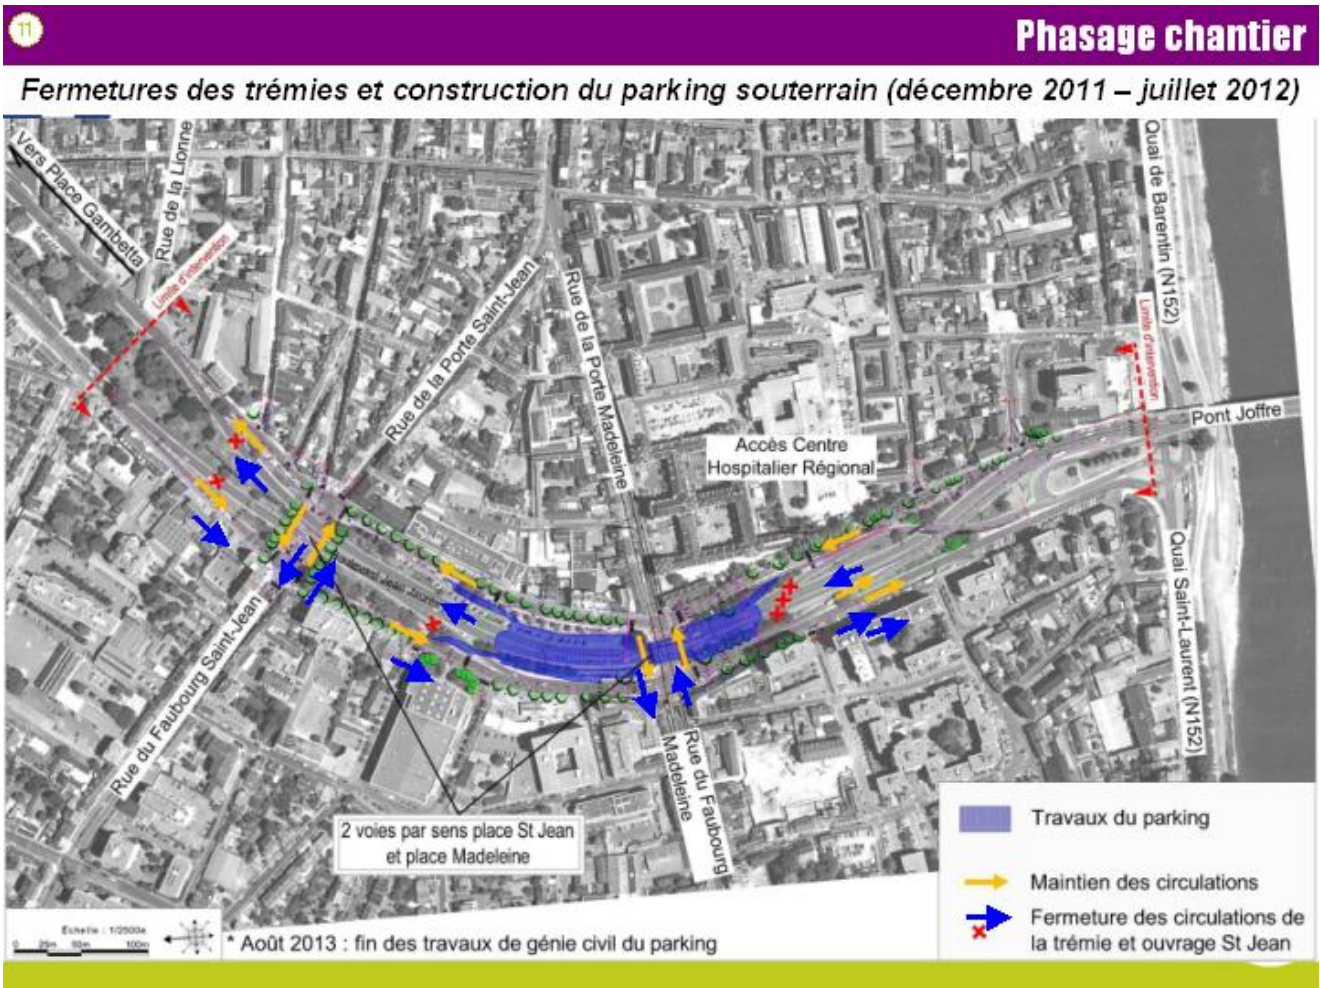 11
Phasage chantier
Fermetures des trémies et construction du parking souterrain (décembre 2011 – juillet 2012)
Vers Place Gambetta
Rue de la Lionne
Limite d'intervention
Rue de la Porte Saint-Jean
Rue de la Porte Madeleine
Quai de Barentin (N152)
Limite d'intervention
Pont Joffre
Accès Centre
Hospitalier Régional
Quai Saint-Laurent (N152)
Rue du Faubourg Saint-Jean
Rue du Faubourg
Madeleine
2 voies par sens place St Jean
et place Madeleine
Travaux du parking
Maintien des circulations
Fermeture des circulations de
la trémie et ouvrage St Jean
Échelle : 1/2500e
0 25m 50m 100m
* Août 2013 : fin des travaux de génie civil du parking